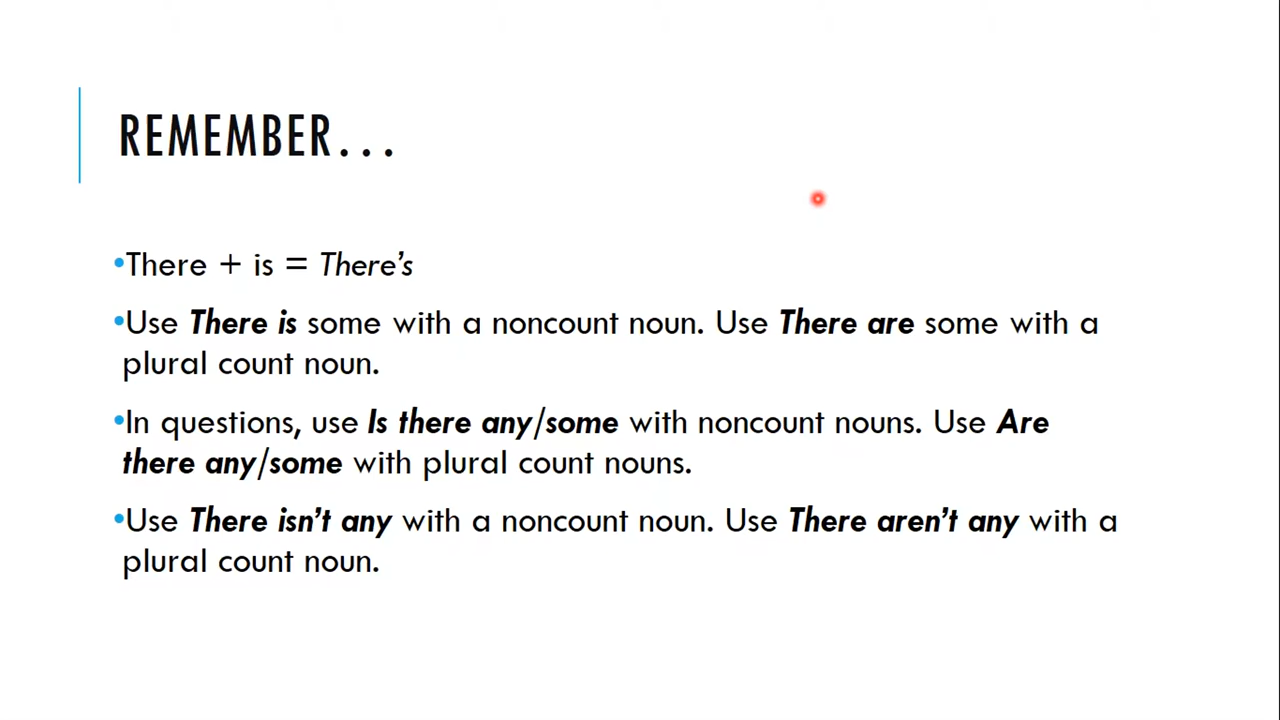 REMEMBER...
•There + is = There's
•Use There is some with a noncount noun. Use There are some with a
plural count noun.
•In questions, use Is there any/some with noncount nouns. Use Are
there any/some with plural count nouns.
•Use There isn't any with a noncount noun. Use There aren't any with a
plural count noun.